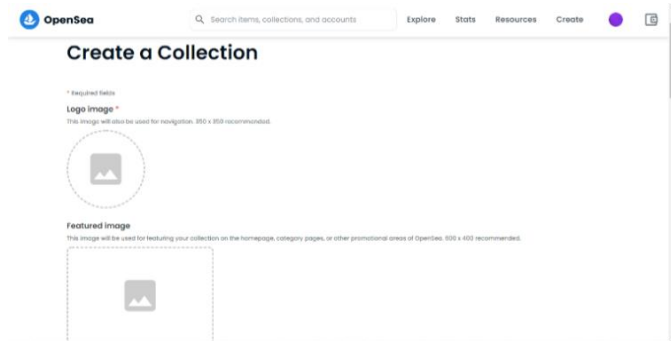 OpenSea
Search items, collections, and accounts
Explore
Stats
Resources
Create
Create a Collection
* Required fields
Logo image *
This image will also be used for navigation. 350 x 350 recommended.
Featured image
This image will be used for featuring your collection on the homepage, category pages, or other promotional areas of OpenSea. 600 x 400 recommended.